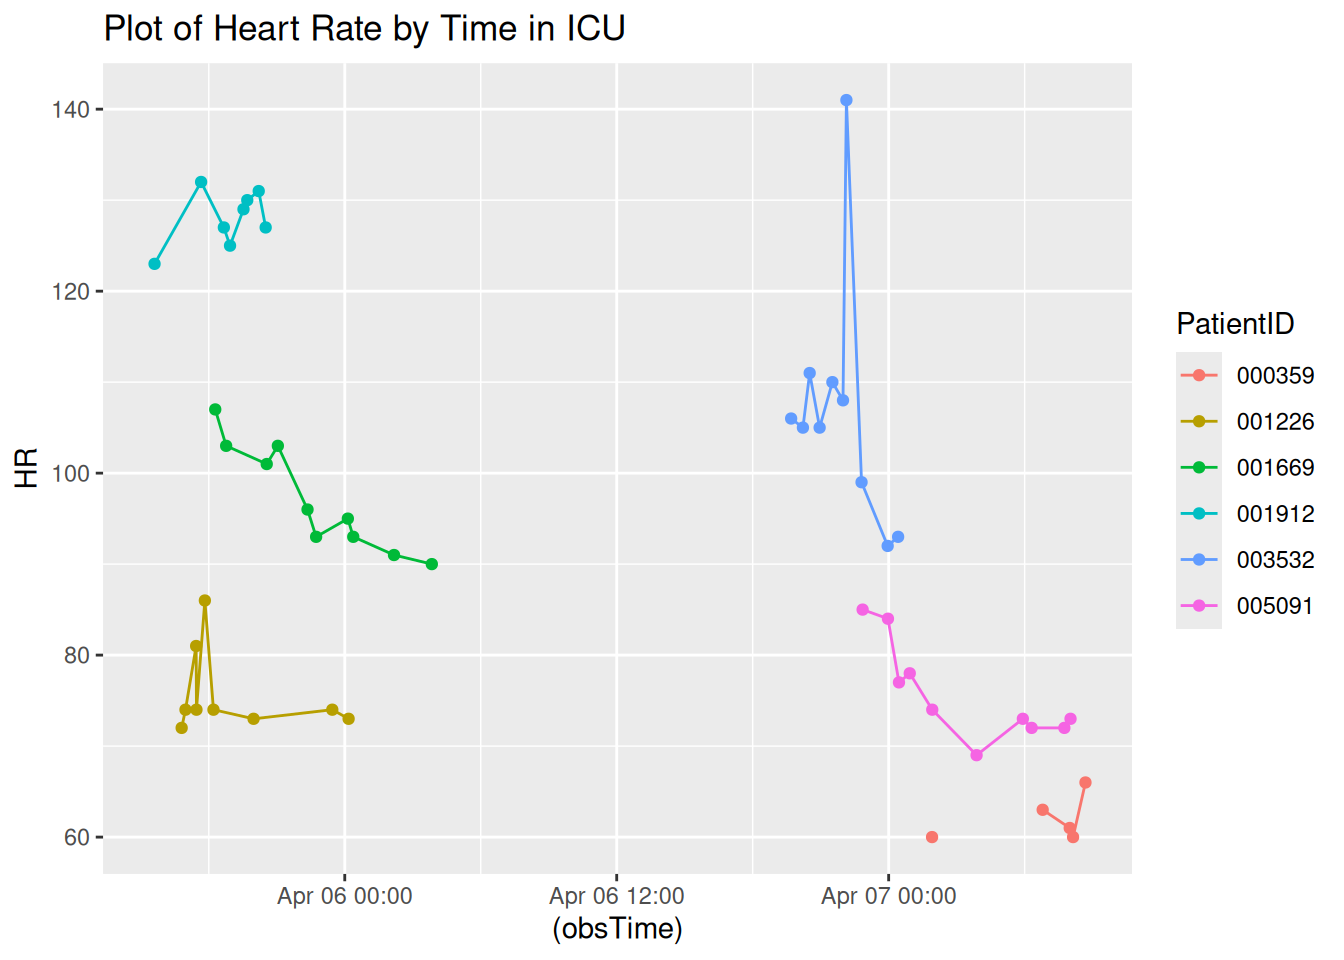 Plot of Heart Rate by Time in ICU
HR
140
120
100
80
60
Apr 06 00:00
Apr 06 12:00
Apr 07 00:00
(obsTime)
PatientID
000359
001226
001669
001912
003532
005091